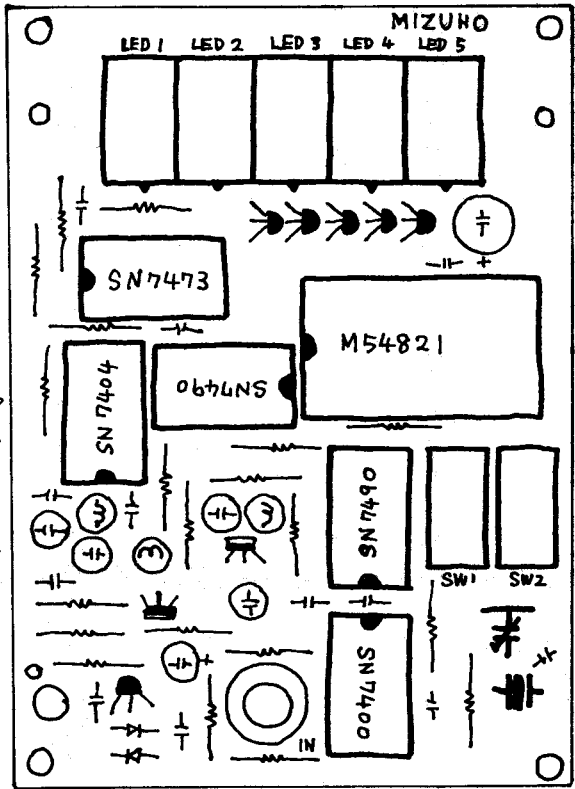 MIZUHO
LED 1 LED 2 LED 3 LED 4 LED 5
SN7473
M54821
SN7404
SN7490
SN7490
SW1 SW2
SN7400
IN